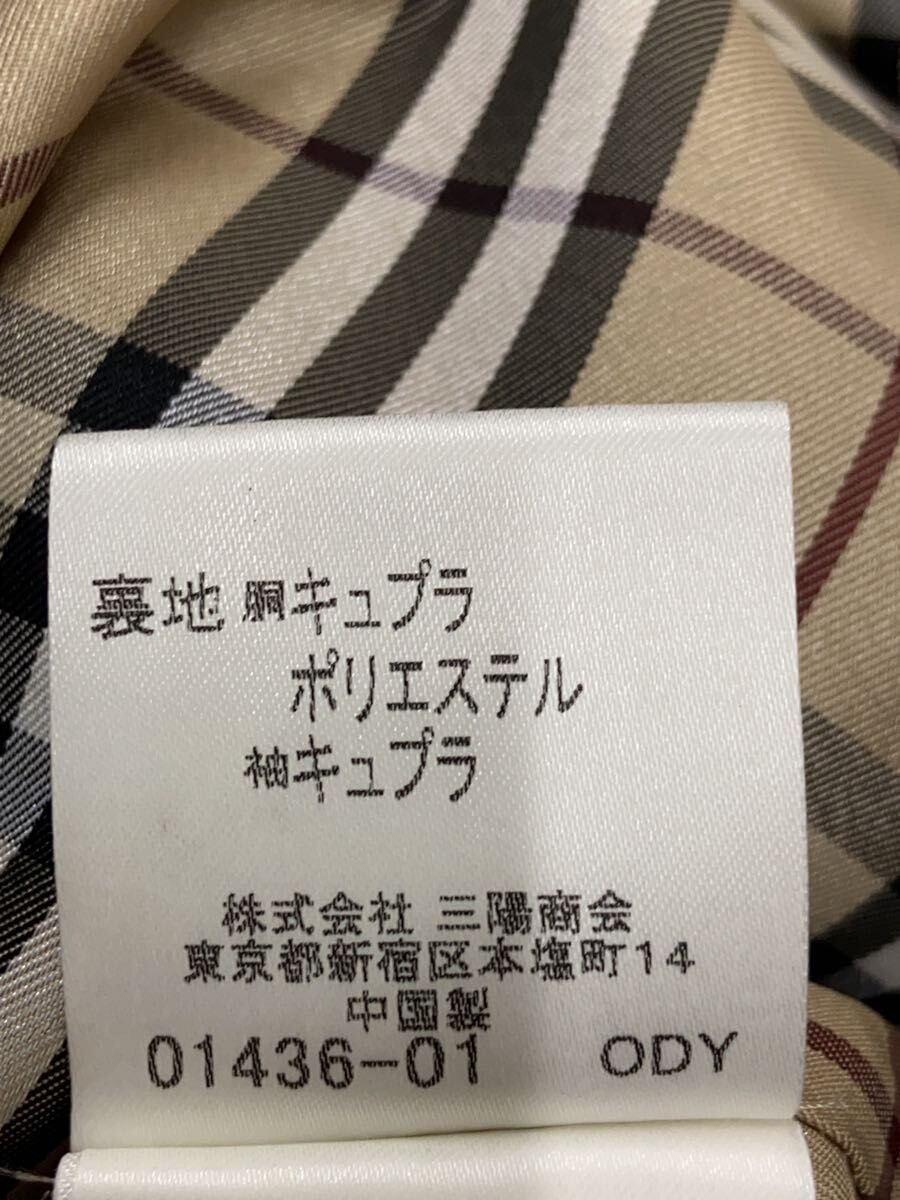 裏地 胴キュプラ
ポリエステル
袖キュプラ
株式会社 三陽商会
東京都新宿区本塩町14
中国製
01436-01 ODY